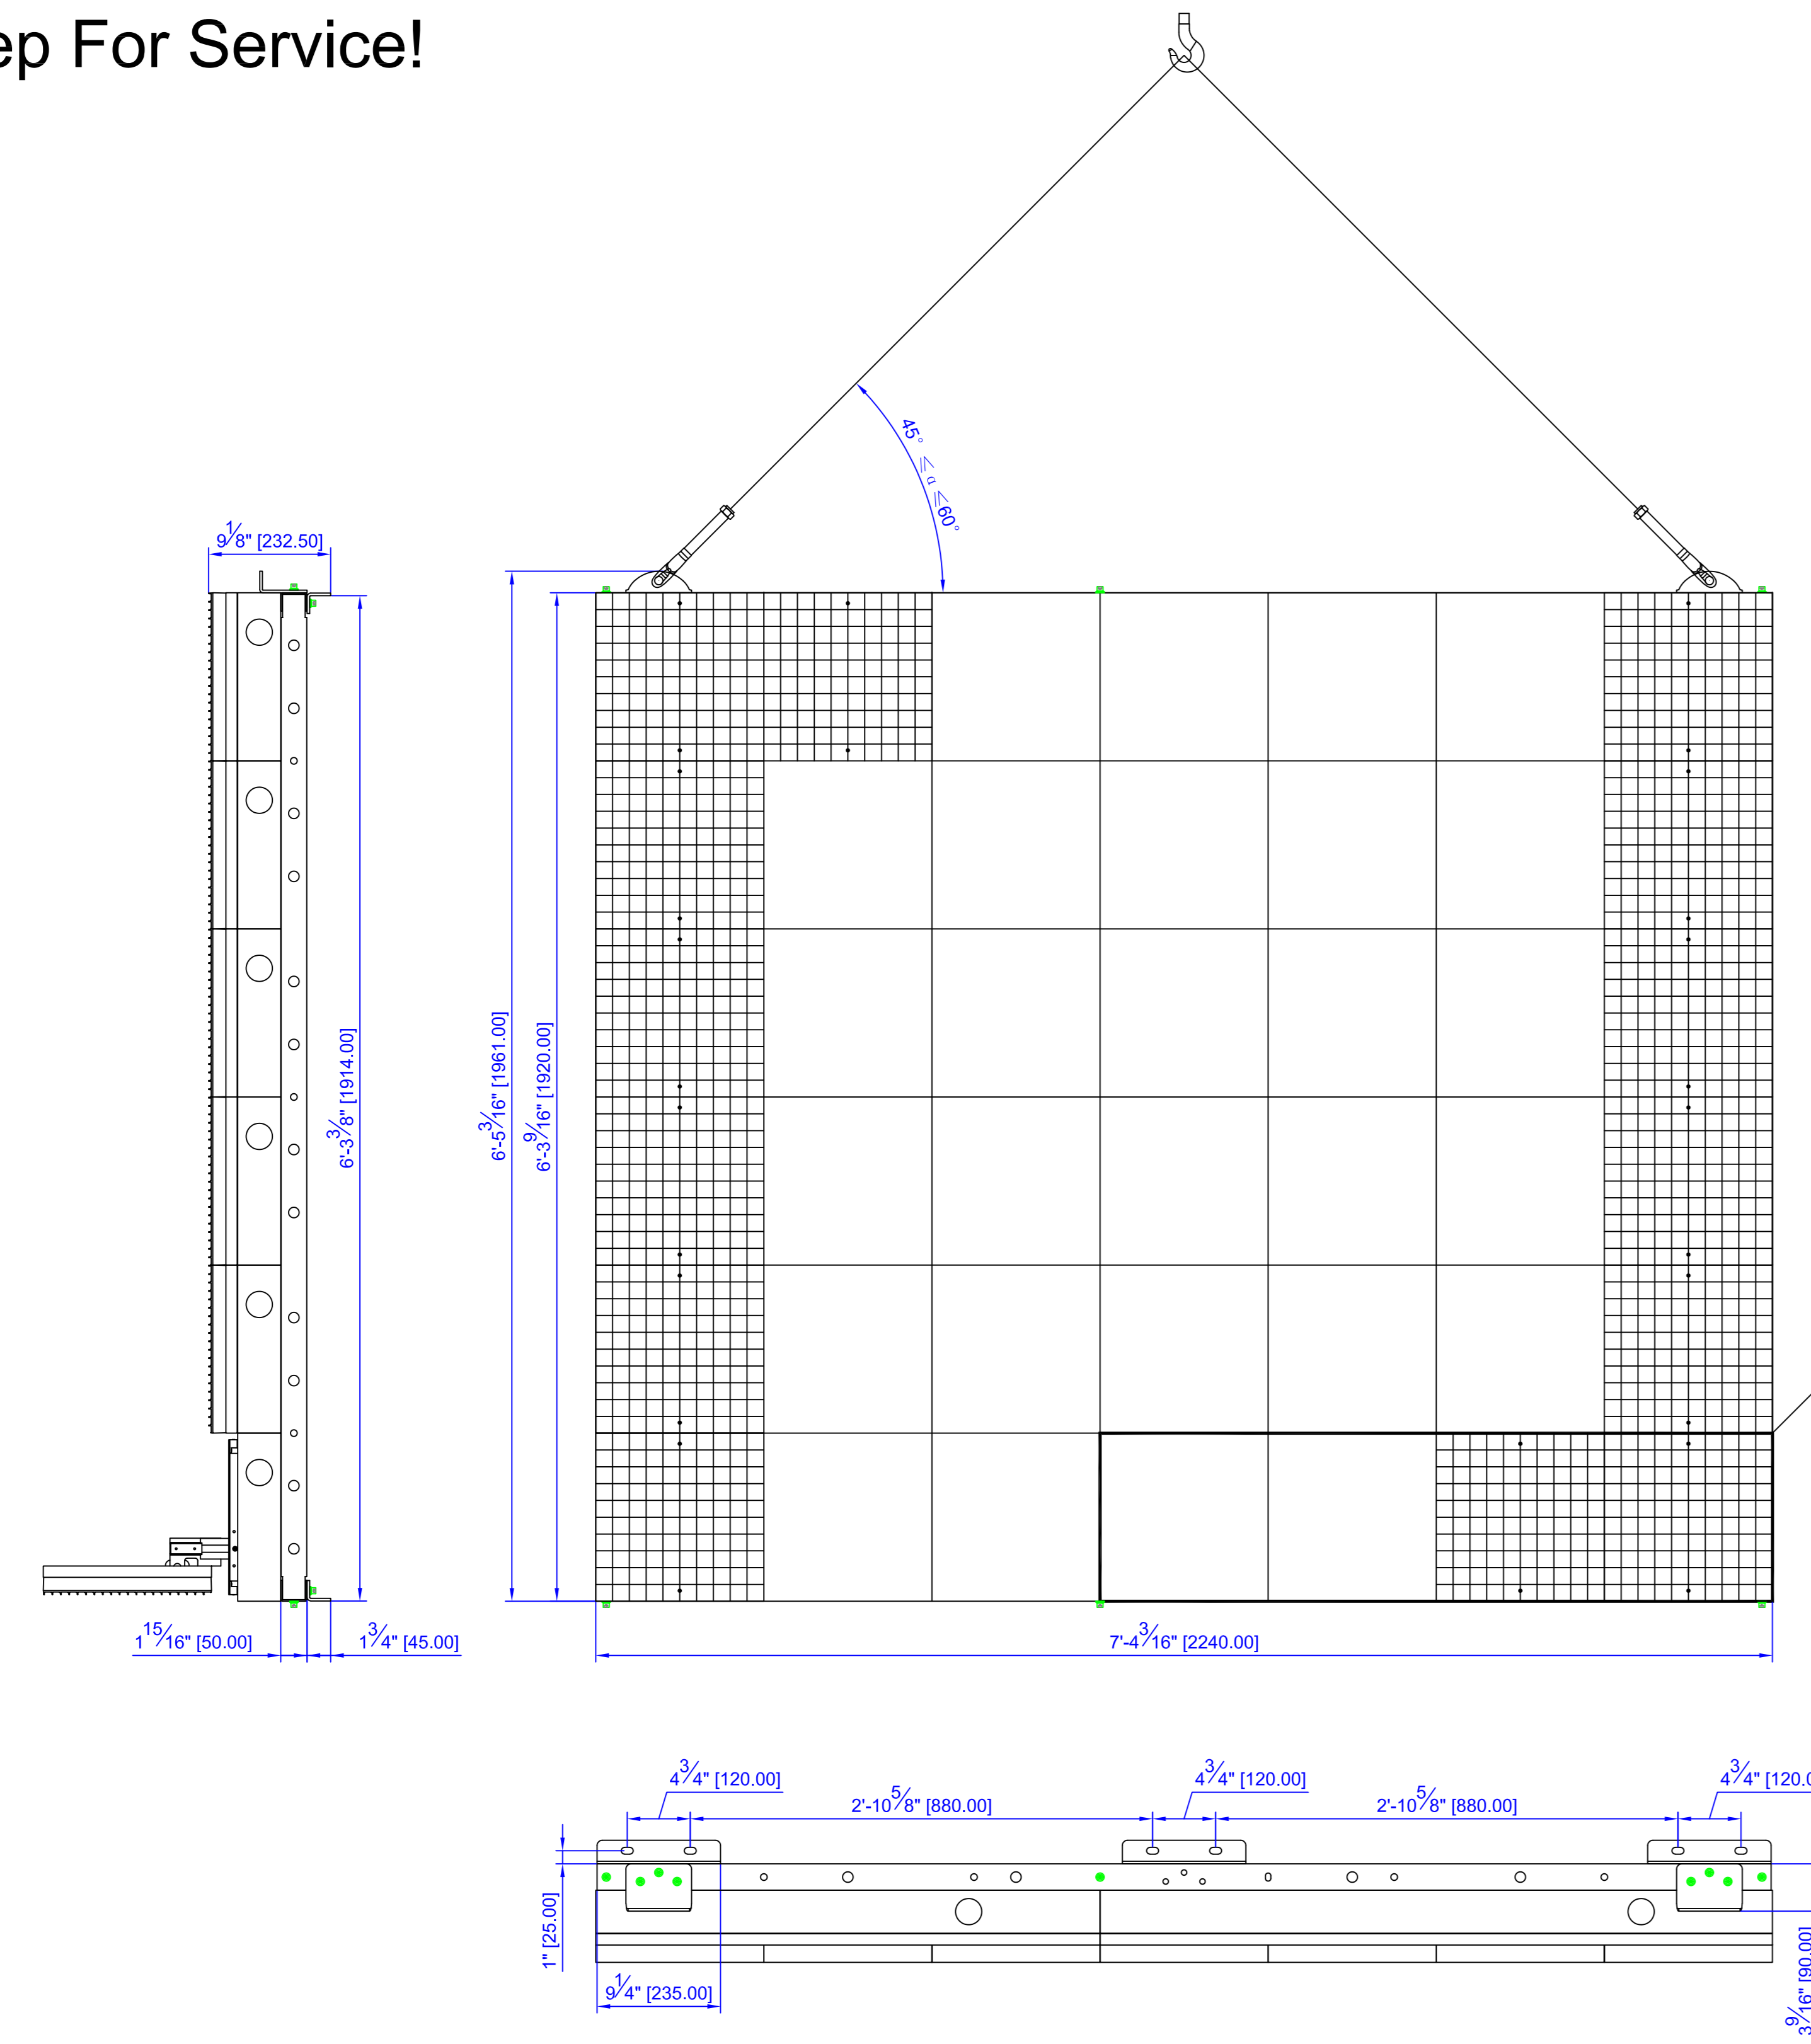 ep For Service!
45° ≤ α ≤60°
9 1/8" [232.50]
6'-3 3/8" [1914.00]
6'-5 3/16" [1961.00]
6'-3 9/16" [1920.00]
1 15/16" [50.00]
1 3/4" [45.00]
7'-4 3/16" [2240.00]
4 3/4" [120.00]
2'-10 5/8" [880.00]
4 3/4" [120.00]
2'-10 5/8" [880.00]
4 3/4" [120.0
1" [25.00]
9 1/4" [235.00]
3 9/16" [90.00]